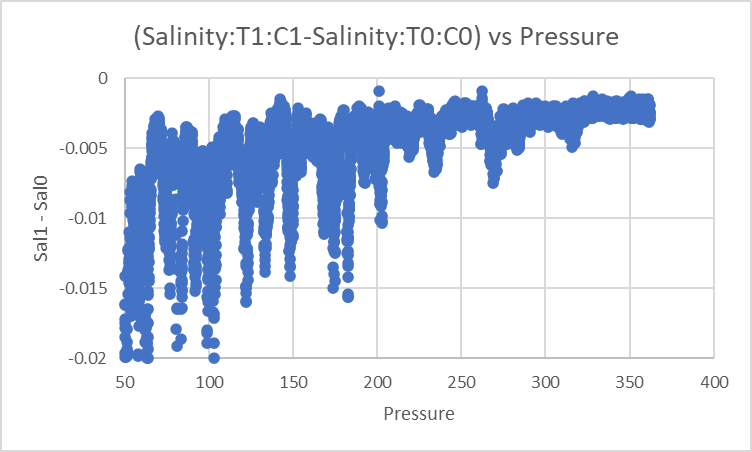 (Salinity:T1:C1-Salinity:T0:C0) vs Pressure
0
-0.005
-0.01
-0.015
-0.02
Sal1 - Sal0
50 100 150 200 250 300 350 400
Pressure